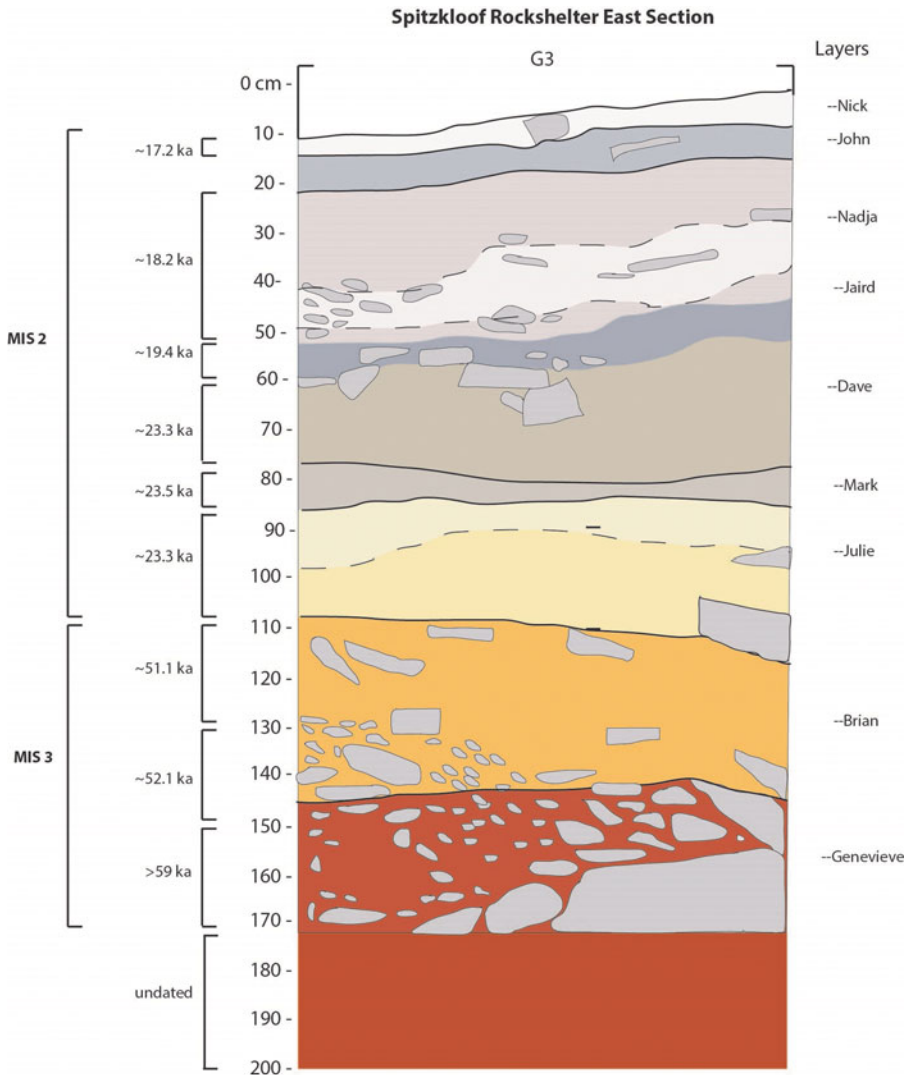 Spitzkloof Rockshelter East Section
G3
Layers
0 cm -
10 -
20 -
30 -
40-
50 -
60 -
70 -
80 -
90 -
100 -
110 -
120 -
130 -
140 -
150 -
160 -
170 -
180 -
190 -
200 -
MIS 2
MIS 3
~17.2 ka
~18.2 ka
~19.4 ka
~23.3 ka
~23.5 ka
~23.3 ka
~51.1 ka
~52.1 ka
>59 ka
undated
--Nick
--John
--Nadja
--Jaird
--Dave
--Mark
--Julie
--Brian
--Genevieve